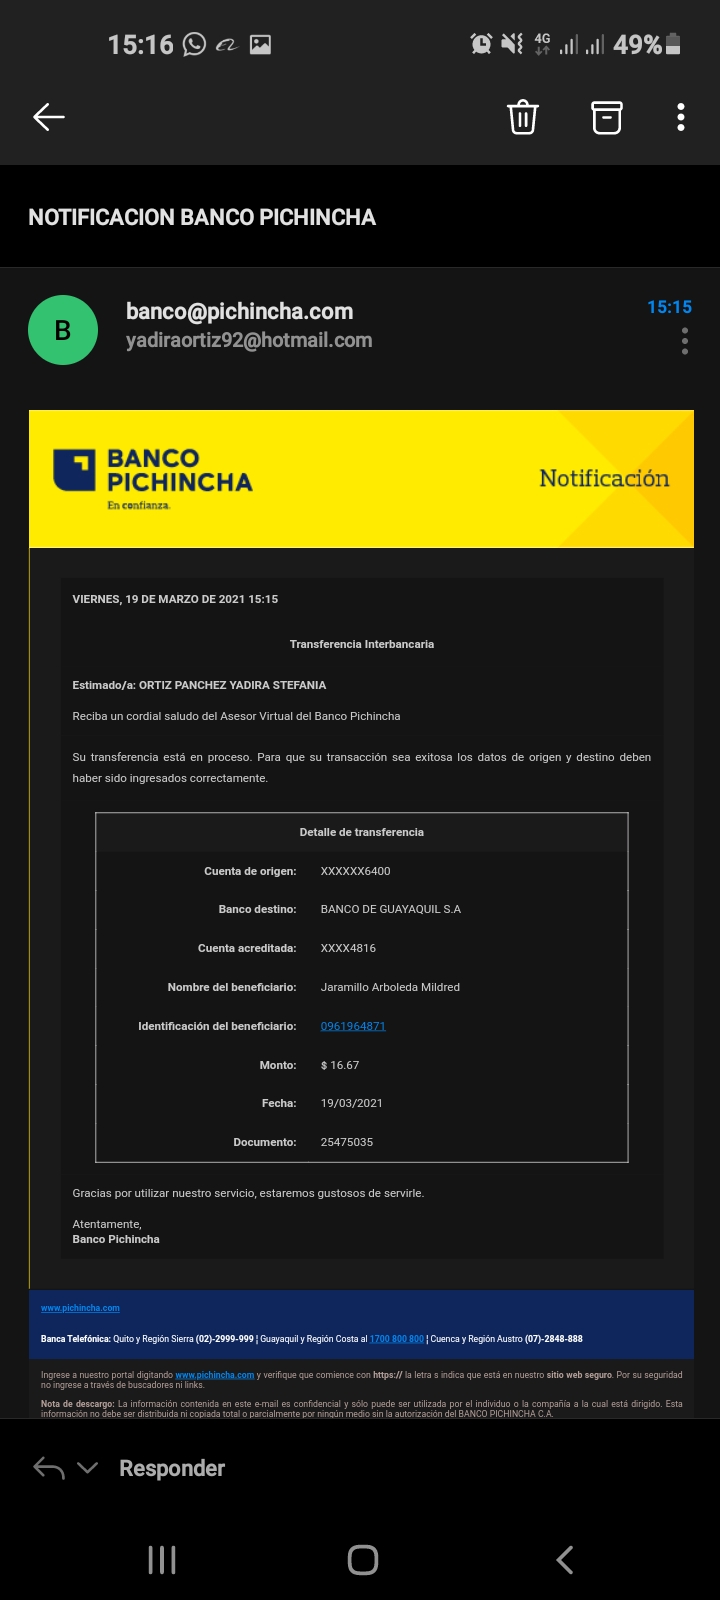 15:16 4G 49%
NOTIFICACION BANCO PICHINCHA
B
banco@pichincha.com 15:15
yadiraortiz92@hotmail.com
BANCO
PICHINCHA
En confianza.
Notificación
VIERNES, 19 DE MARZO DE 2021 15:15
Transferencia Interbancaria
Estimado/a: ORTIZ PANCHEZ YADIRA STEFANIA
Reciba un cordial saludo del Asesor Virtual del Banco Pichincha
Su transferencia está en proceso. Para que su transacción sea exitosa los datos de origen y destino deben
haber sido ingresados correctamente.
Detalle de transferencia
Cuenta de origen: XXXXXX6400
Banco destino: BANCO DE GUAYAQUIL S.A
Cuenta acreditada: XXXX4816
Nombre del beneficiario: Jaramillo Arboleda Mildred
Identificación del beneficiario: 0961964871
Monto: $ 16.67
Fecha: 19/03/2021
Documento: 25475035
Gracias por utilizar nuestro servicio, estaremos gustosos de servirle.
Atentamente,
Banco Pichincha
www.pichincha.com
Banca Telefónica: Quito y Región Sierra (02)-2999-999 ¦ Guayaquil y Región Costa al 1700 800 800 ¦ Cuenca y Región Austro (07)-2848-888
Ingrese a nuestro portal digitando www.pichincha.com y verifique que comience con https:// la letra s indica que está en nuestro sitio web seguro. Por su seguridad
no ingrese a través de buscadores ni links.
Nota de descargo: La información contenida en este e-mail es confidencial y sólo puede ser utilizada por el individuo o la compañía a la cual está dirigido. Esta
información no debe ser distribuida ni copiada total o parcialmente por ningún medio sin la autorización del BANCO PICHINCHA C.A.
Responder